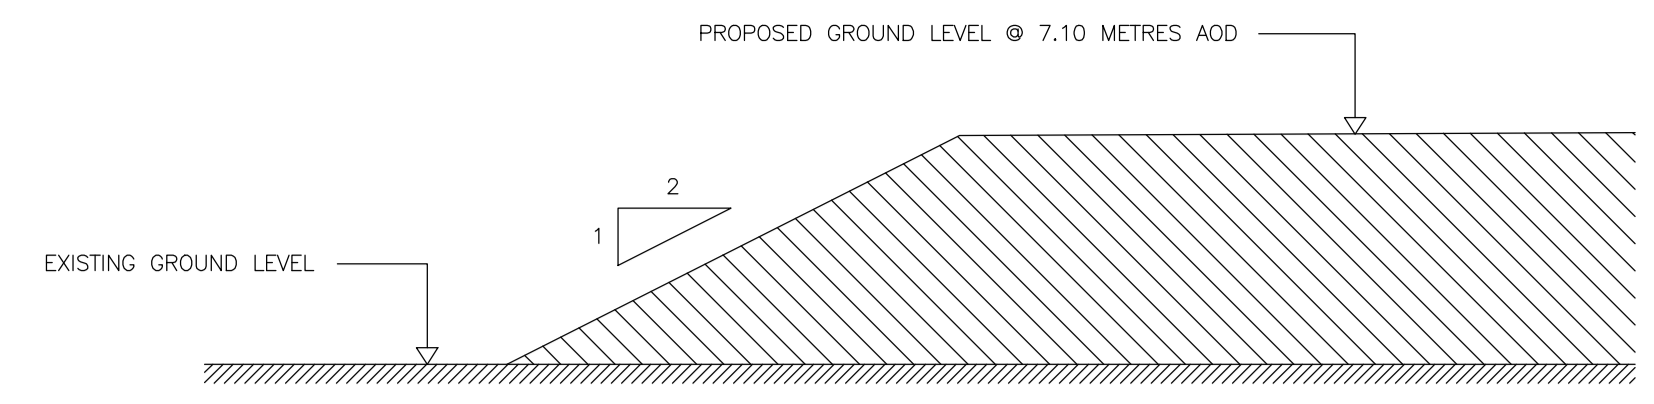 PROPOSED GROUND LEVEL @ 7.10 METRES AOD
2
1
EXISTING GROUND LEVEL